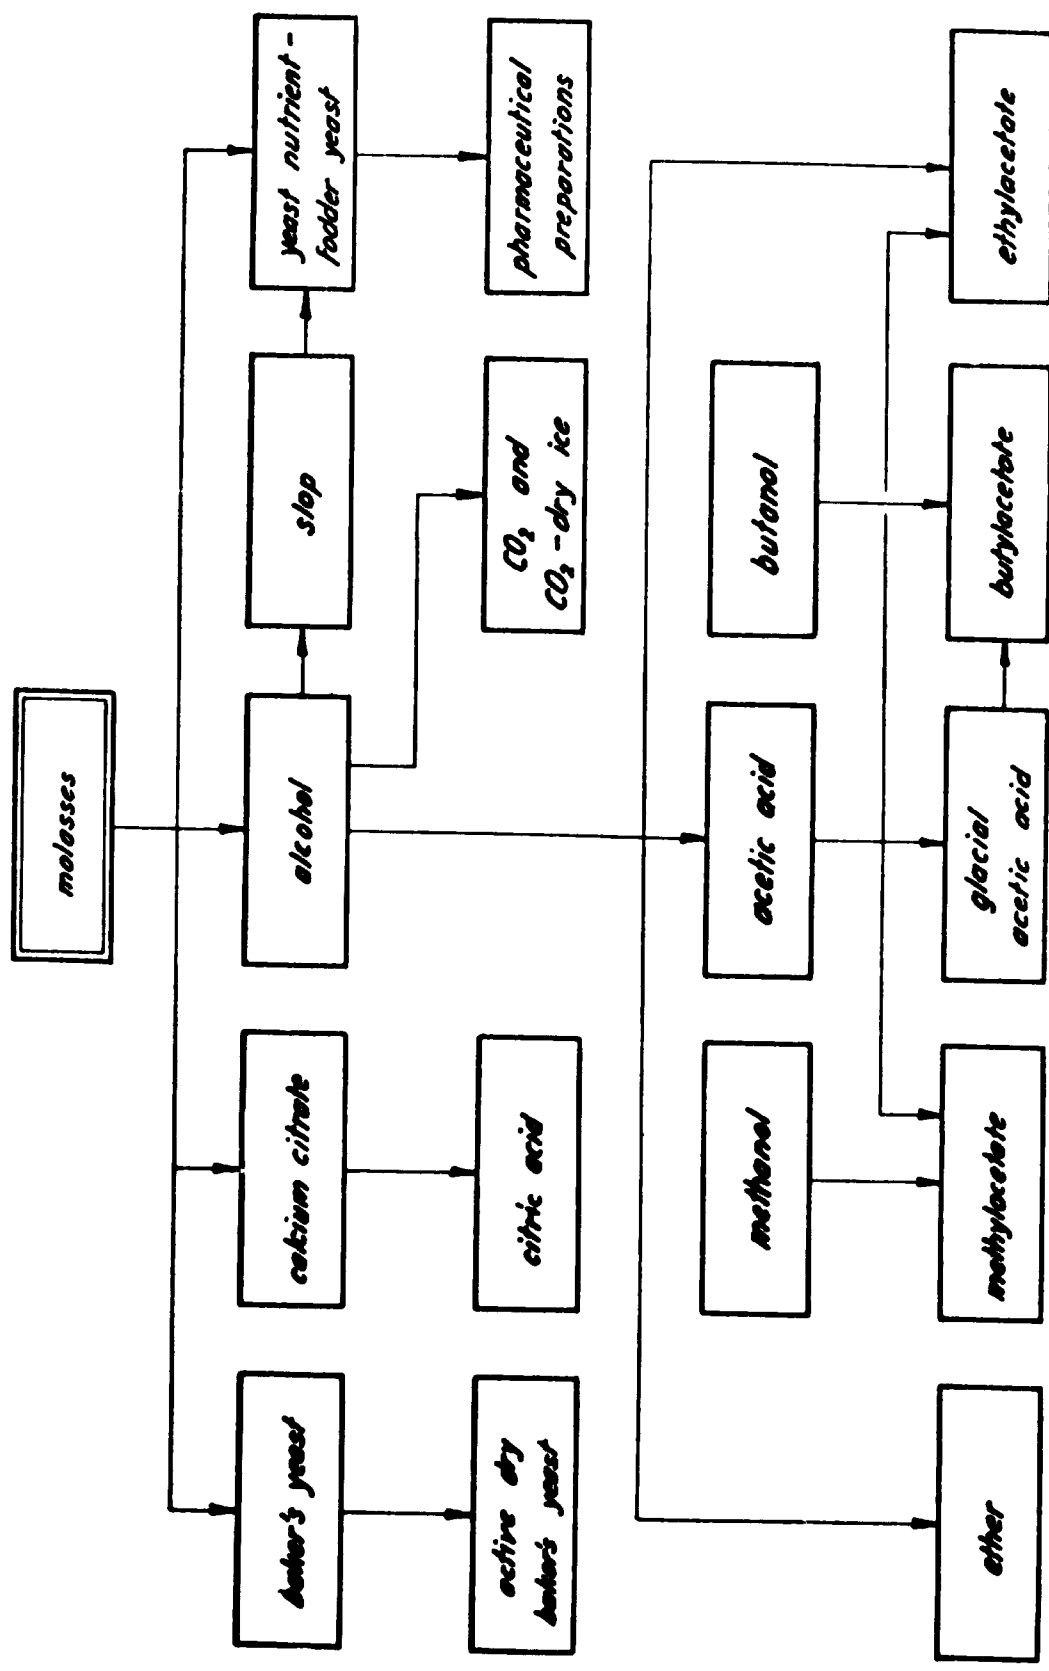 molasses
baker's yeast
calcium citrate
alcohol
slop
yeast nutrient -
fodder yeast
active dry
baker's yeast
citric acid
CO₂ and
CO₂ - dry ice
pharmaceutical
preparations
methanol
acetic acid
butanol
ether
methylacetate
glacial
acetic acid
butylacetate
ethylacetate